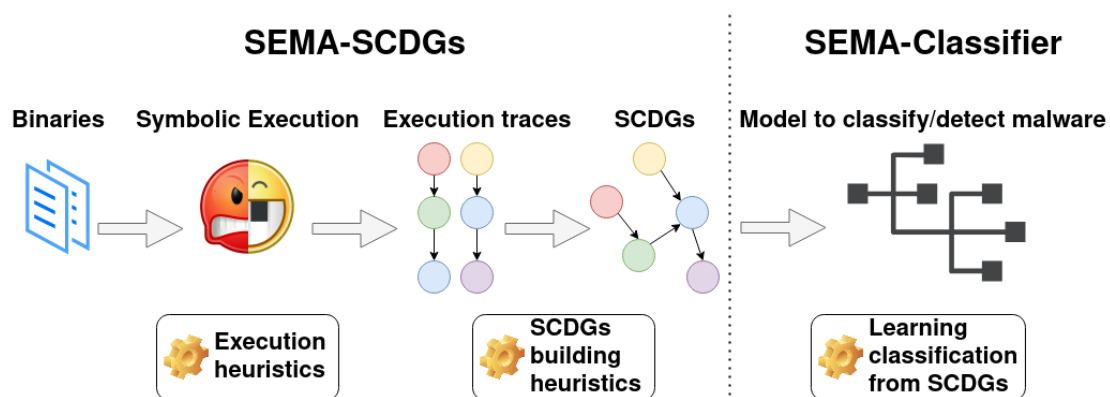 SEMA-SCDGs
SEMA-Classifier
Binaries
Symbolic Execution
Execution traces
SCDGs
Model to classify/detect malware
Execution
heuristics
SCDGs
building
heuristics
Learning
classification
from SCDGs